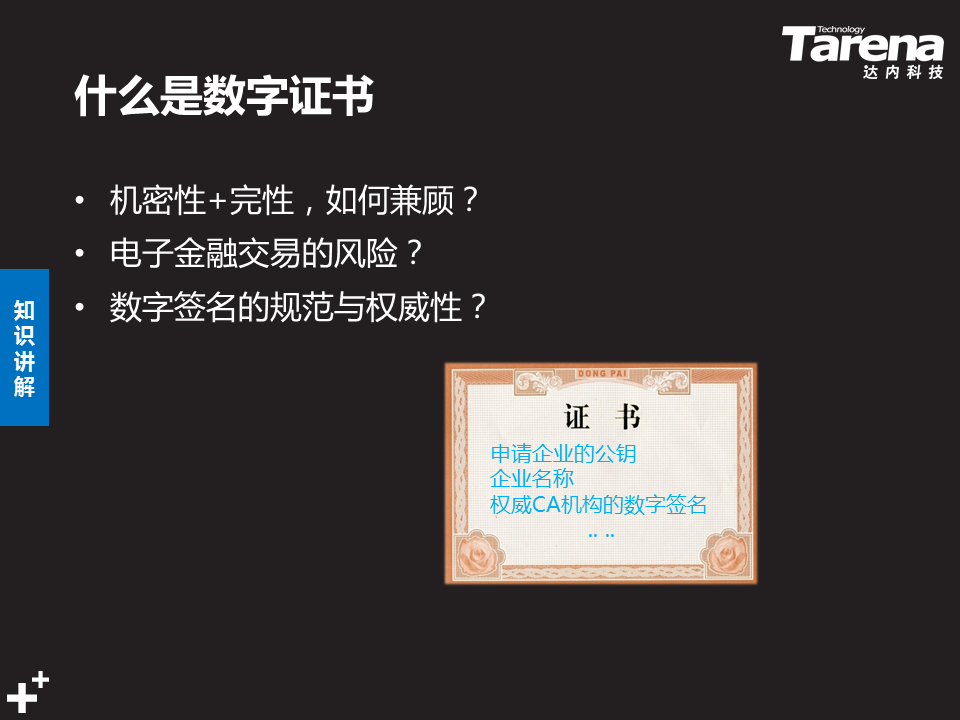 Technology
Tarena
达内科技
什么是数字证书
• 机密性+完性，如何兼顾？
• 电子金融交易的风险？
• 数字签名的规范与权威性？
知识讲解
DONG PAI
证 书
申请企业的公钥
企业名称
权威CA机构的数字签名
.. ..